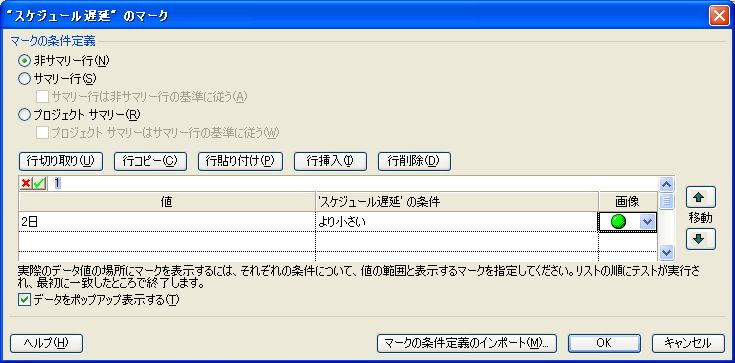 "スケジュール遅延" のマーク
マークの条件定義
非サマリー行(N)
サマリー行(S)
サマリー行は非サマリー行の基準に従う(A)
プロジェクト サマリー(R)
プロジェクト サマリーはサマリー行の基準に従う(W)
行切り取り(U) 行コピー(C) 行貼り付け(P) 行挿入(I) 行削除(D)
1
値 'スケジュール遅延' の条件 画像
2日 より小さい
移動
実際のデータ値の場所にマークを表示するには、それぞれの条件について、値の範囲と表示するマークを指定してください。リストの順にテストが実行さ
れ、最初に一致したところで終了します。
データをポップアップ表示する(T)
ヘルプ(H) マークの条件定義のインポート(M)... OK キャンセル